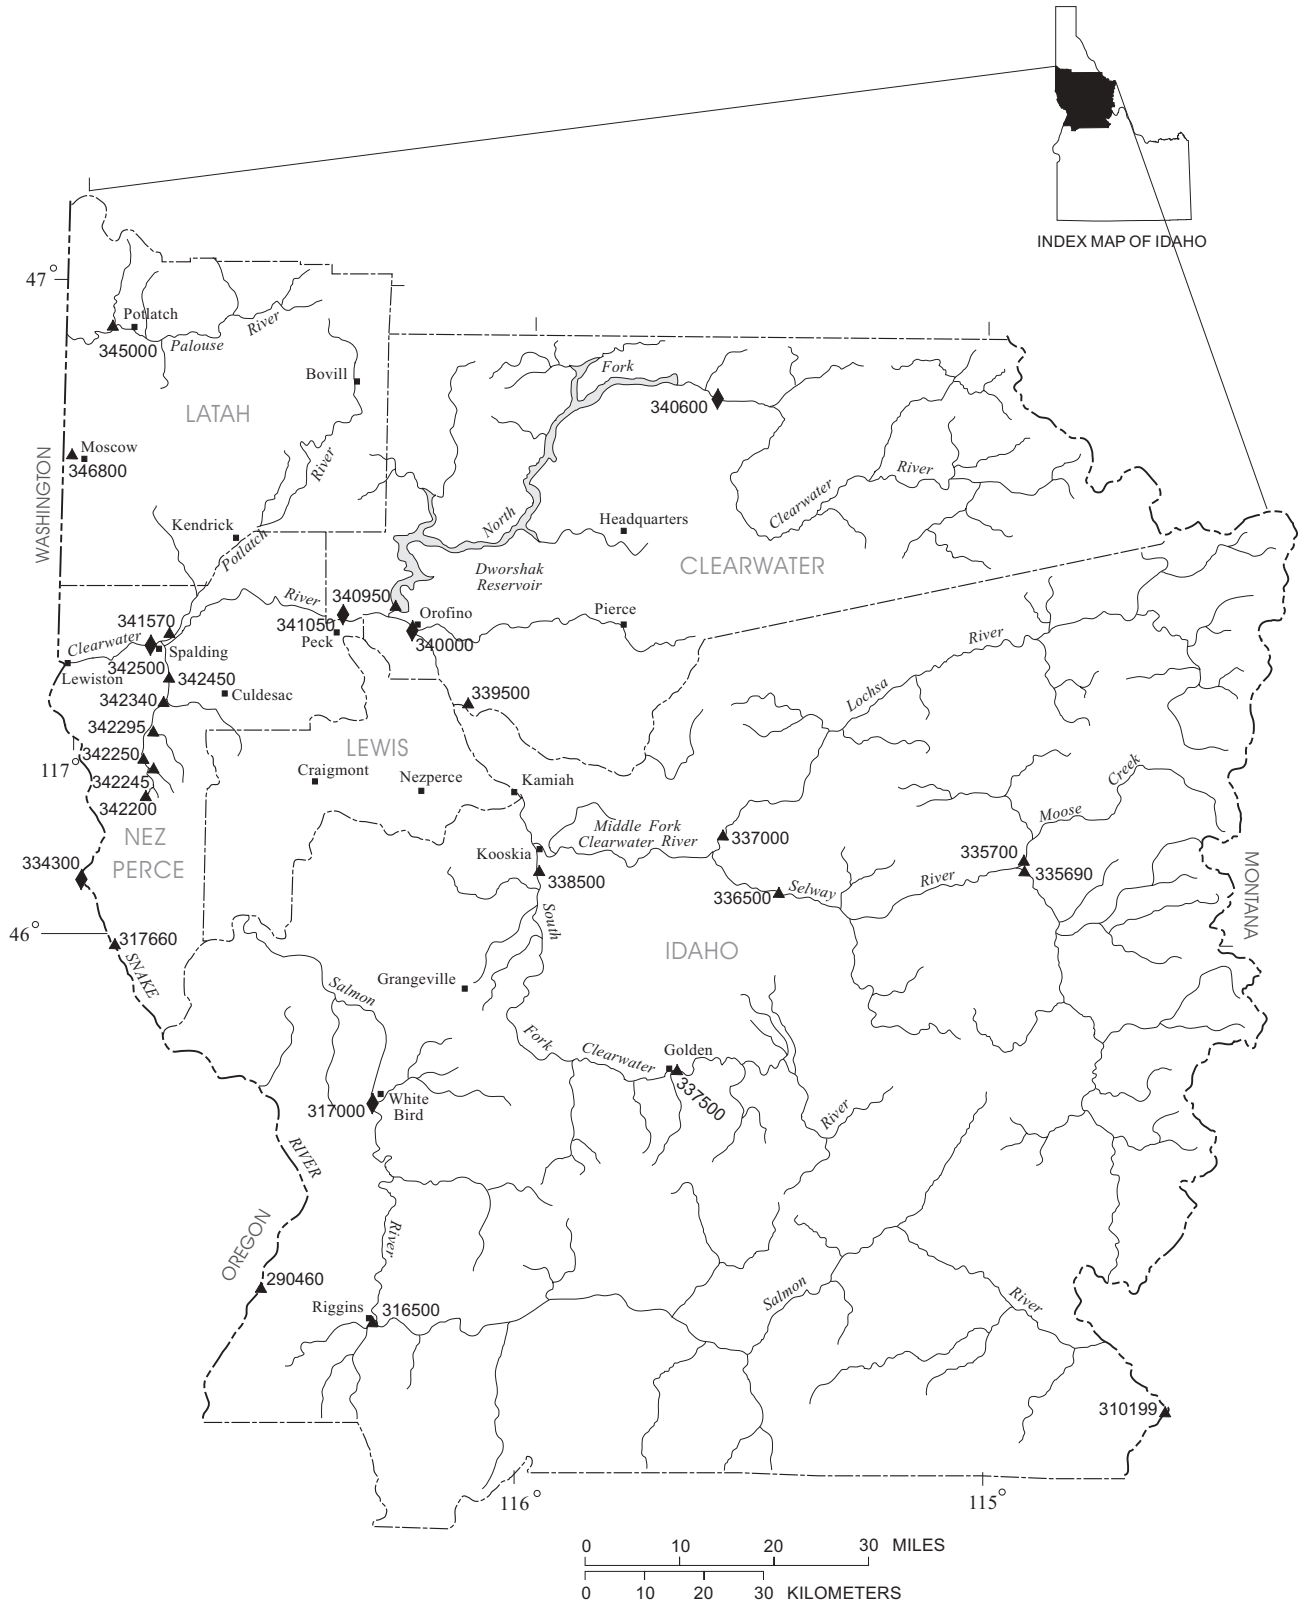 INDEX MAP OF IDAHO
47°
Potlatch
345000
Palouse
River
Bovill
LATAH
Fork
340600
WASHINGTON
Moscow
346800
River
River
Clearwater
Kendrick
Potlatch
North
Headquarters
Dworshak
Reservoir
CLEARWATER
River
340950
341050
Peck
Orofino
340000
Pierce
341570
Clearwater
Spalding
342500
Lewiston
342450
342340
Culdesac
339500
River
Lochsa
342295
342250
117°
342245
342200
LEWIS
Craigmont
Nezperce
Kamiah
Creek
Moose
NEZ
PERCE
334300
Middle Fork
Clearwater River
337000
Kooskia
338500
336500
Selway
River
335700
335690
MONTANA
46°
317660
SNAKE
South
IDAHO
Grangeville
Salmon
Fork
Clearwater
Golden
337500
White
Bird
317000
River
RIVER
River
OREGON
290460
Riggins
316500
Salmon
River
310199
116°
115°
0 10 20 30 MILES
0 10 20 30 KILOMETERS